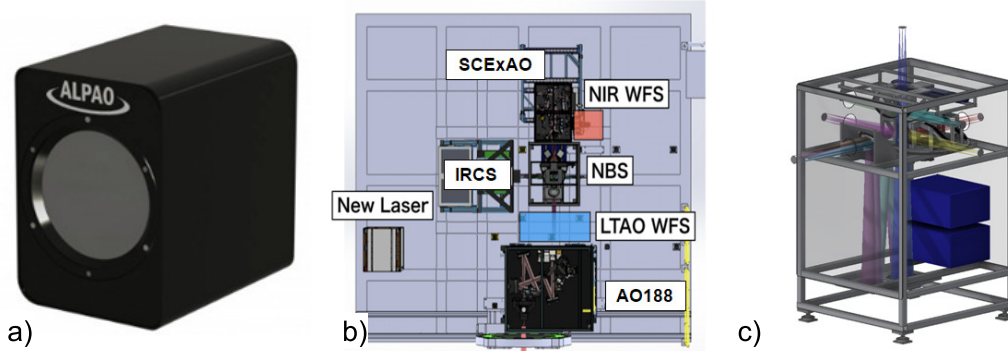 ALPAO
a)
SCExAO
NIR WFS
IRCS
NBS
New Laser
LTAO WFS
AO188
b)
c)